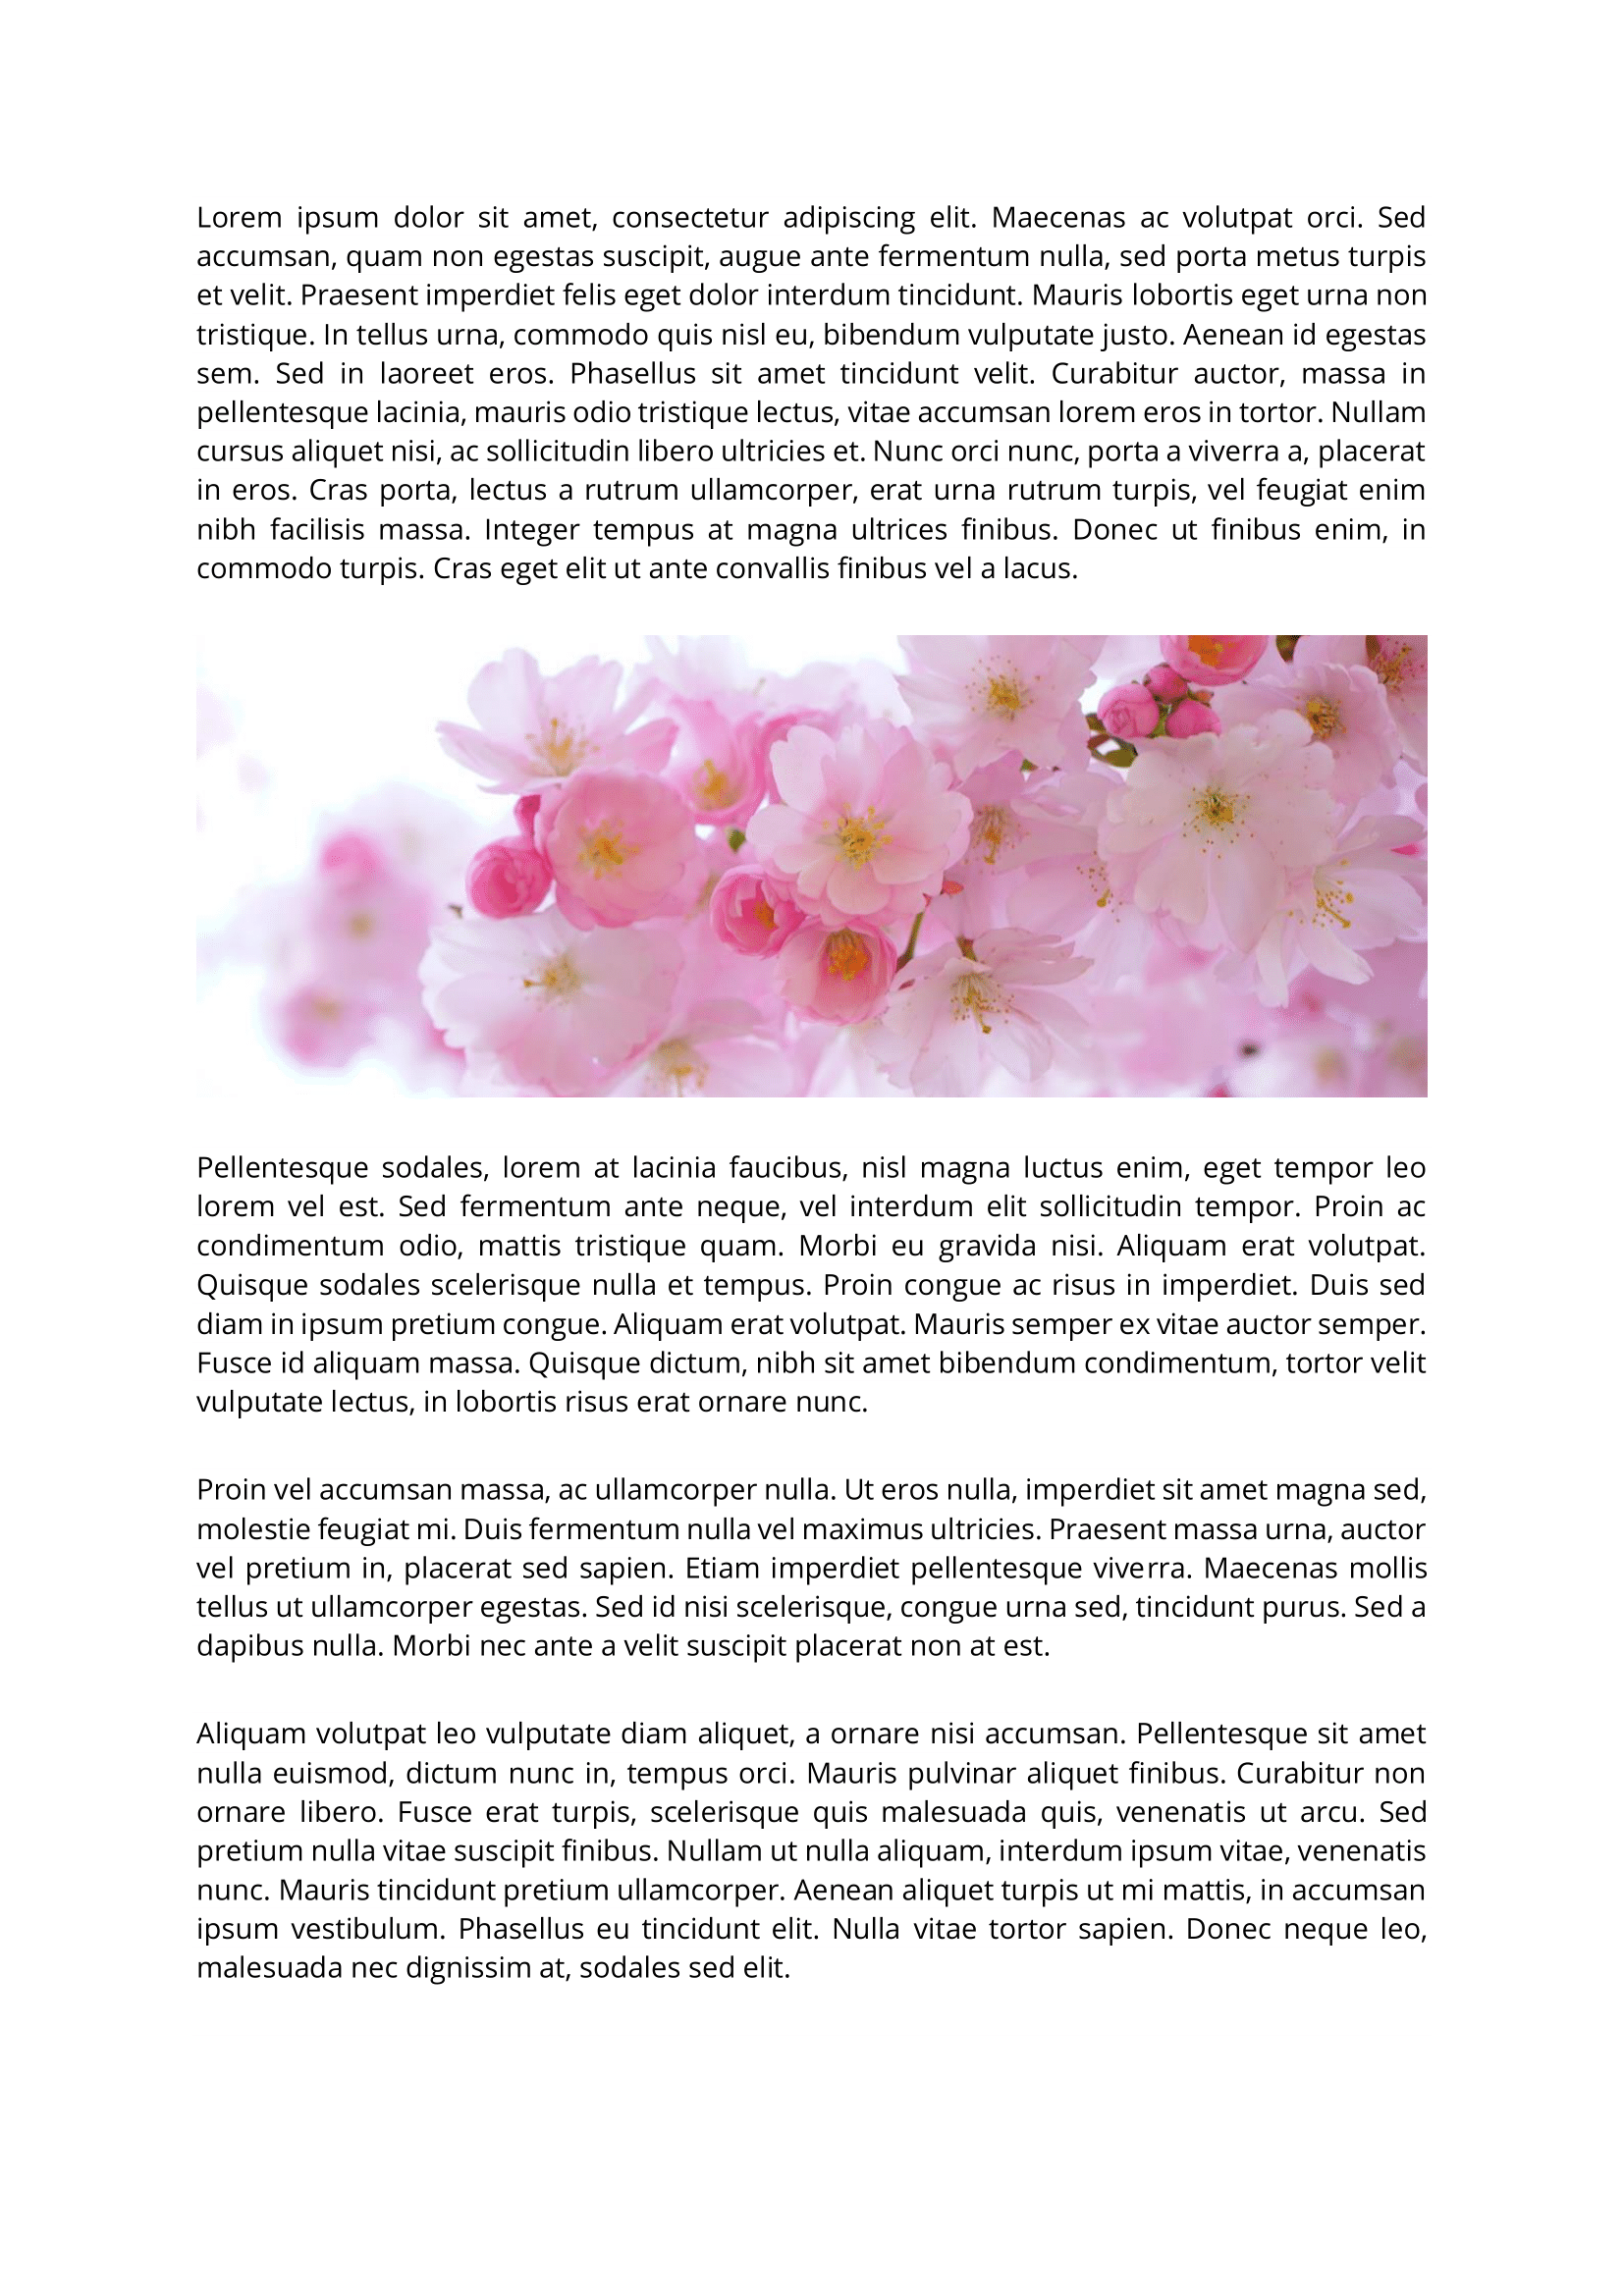 Lorem ipsum dolor sit amet, consectetur adipiscing elit. Maecenas ac volutpat orci. Sed
accumsan, quam non egestas suscipit, augue ante fermentum nulla, sed porta metus turpis
et velit. Praesent imperdiet felis eget dolor interdum tincidunt. Mauris lobortis eget urna non
tristique. In tellus urna, commodo quis nisl eu, bibendum vulputate justo. Aenean id egestas
sem. Sed in laoreet eros. Phasellus sit amet tincidunt velit. Curabitur auctor, massa in
pellentesque lacinia, mauris odio tristique lectus, vitae accumsan lorem eros in tortor. Nullam
cursus aliquet nisi, ac sollicitudin libero ultricies et. Nunc orci nunc, porta a viverra a, placerat
in eros. Cras porta, lectus a rutrum ullamcorper, erat urna rutrum turpis, vel feugiat enim
nibh facilisis massa. Integer tempus at magna ultrices finibus. Donec ut finibus enim, in
commodo turpis. Cras eget elit ut ante convallis finibus vel a lacus.
Pellentesque sodales, lorem at lacinia faucibus, nisl magna luctus enim, eget tempor leo
lorem vel est. Sed fermentum ante neque, vel interdum elit sollicitudin tempor. Proin ac
condimentum odio, mattis tristique quam. Morbi eu gravida nisi. Aliquam erat volutpat.
Quisque sodales scelerisque nulla et tempus. Proin congue ac risus in imperdiet. Duis sed
diam in ipsum pretium congue. Aliquam erat volutpat. Mauris semper ex vitae auctor semper.
Fusce id aliquam massa. Quisque dictum, nibh sit amet bibendum condimentum, tortor velit
vulputate lectus, in lobortis risus erat ornare nunc.
Proin vel accumsan massa, ac ullamcorper nulla. Ut eros nulla, imperdiet sit amet magna sed,
molestie feugiat mi. Duis fermentum nulla vel maximus ultricies. Praesent massa urna, auctor
vel pretium in, placerat sed sapien. Etiam imperdiet pellentesque viverra. Maecenas mollis
tellus ut ullamcorper egestas. Sed id nisi scelerisque, congue urna sed, tincidunt purus. Sed a
dapibus nulla. Morbi nec ante a velit suscipit placerat non at est.
Aliquam volutpat leo vulputate diam aliquet, a ornare nisi accumsan. Pellentesque sit amet
nulla euismod, dictum nunc in, tempus orci. Mauris pulvinar aliquet finibus. Curabitur non
ornare libero. Fusce erat turpis, scelerisque quis malesuada quis, venenatis ut arcu. Sed
pretium nulla vitae suscipit finibus. Nullam ut nulla aliquam, interdum ipsum vitae, venenatis
nunc. Mauris tincidunt pretium ullamcorper. Aenean aliquet turpis ut mi mattis, in accumsan
ipsum vestibulum. Phasellus eu tincidunt elit. Nulla vitae tortor sapien. Donec neque leo,
malesuada nec dignissim at, sodales sed elit.